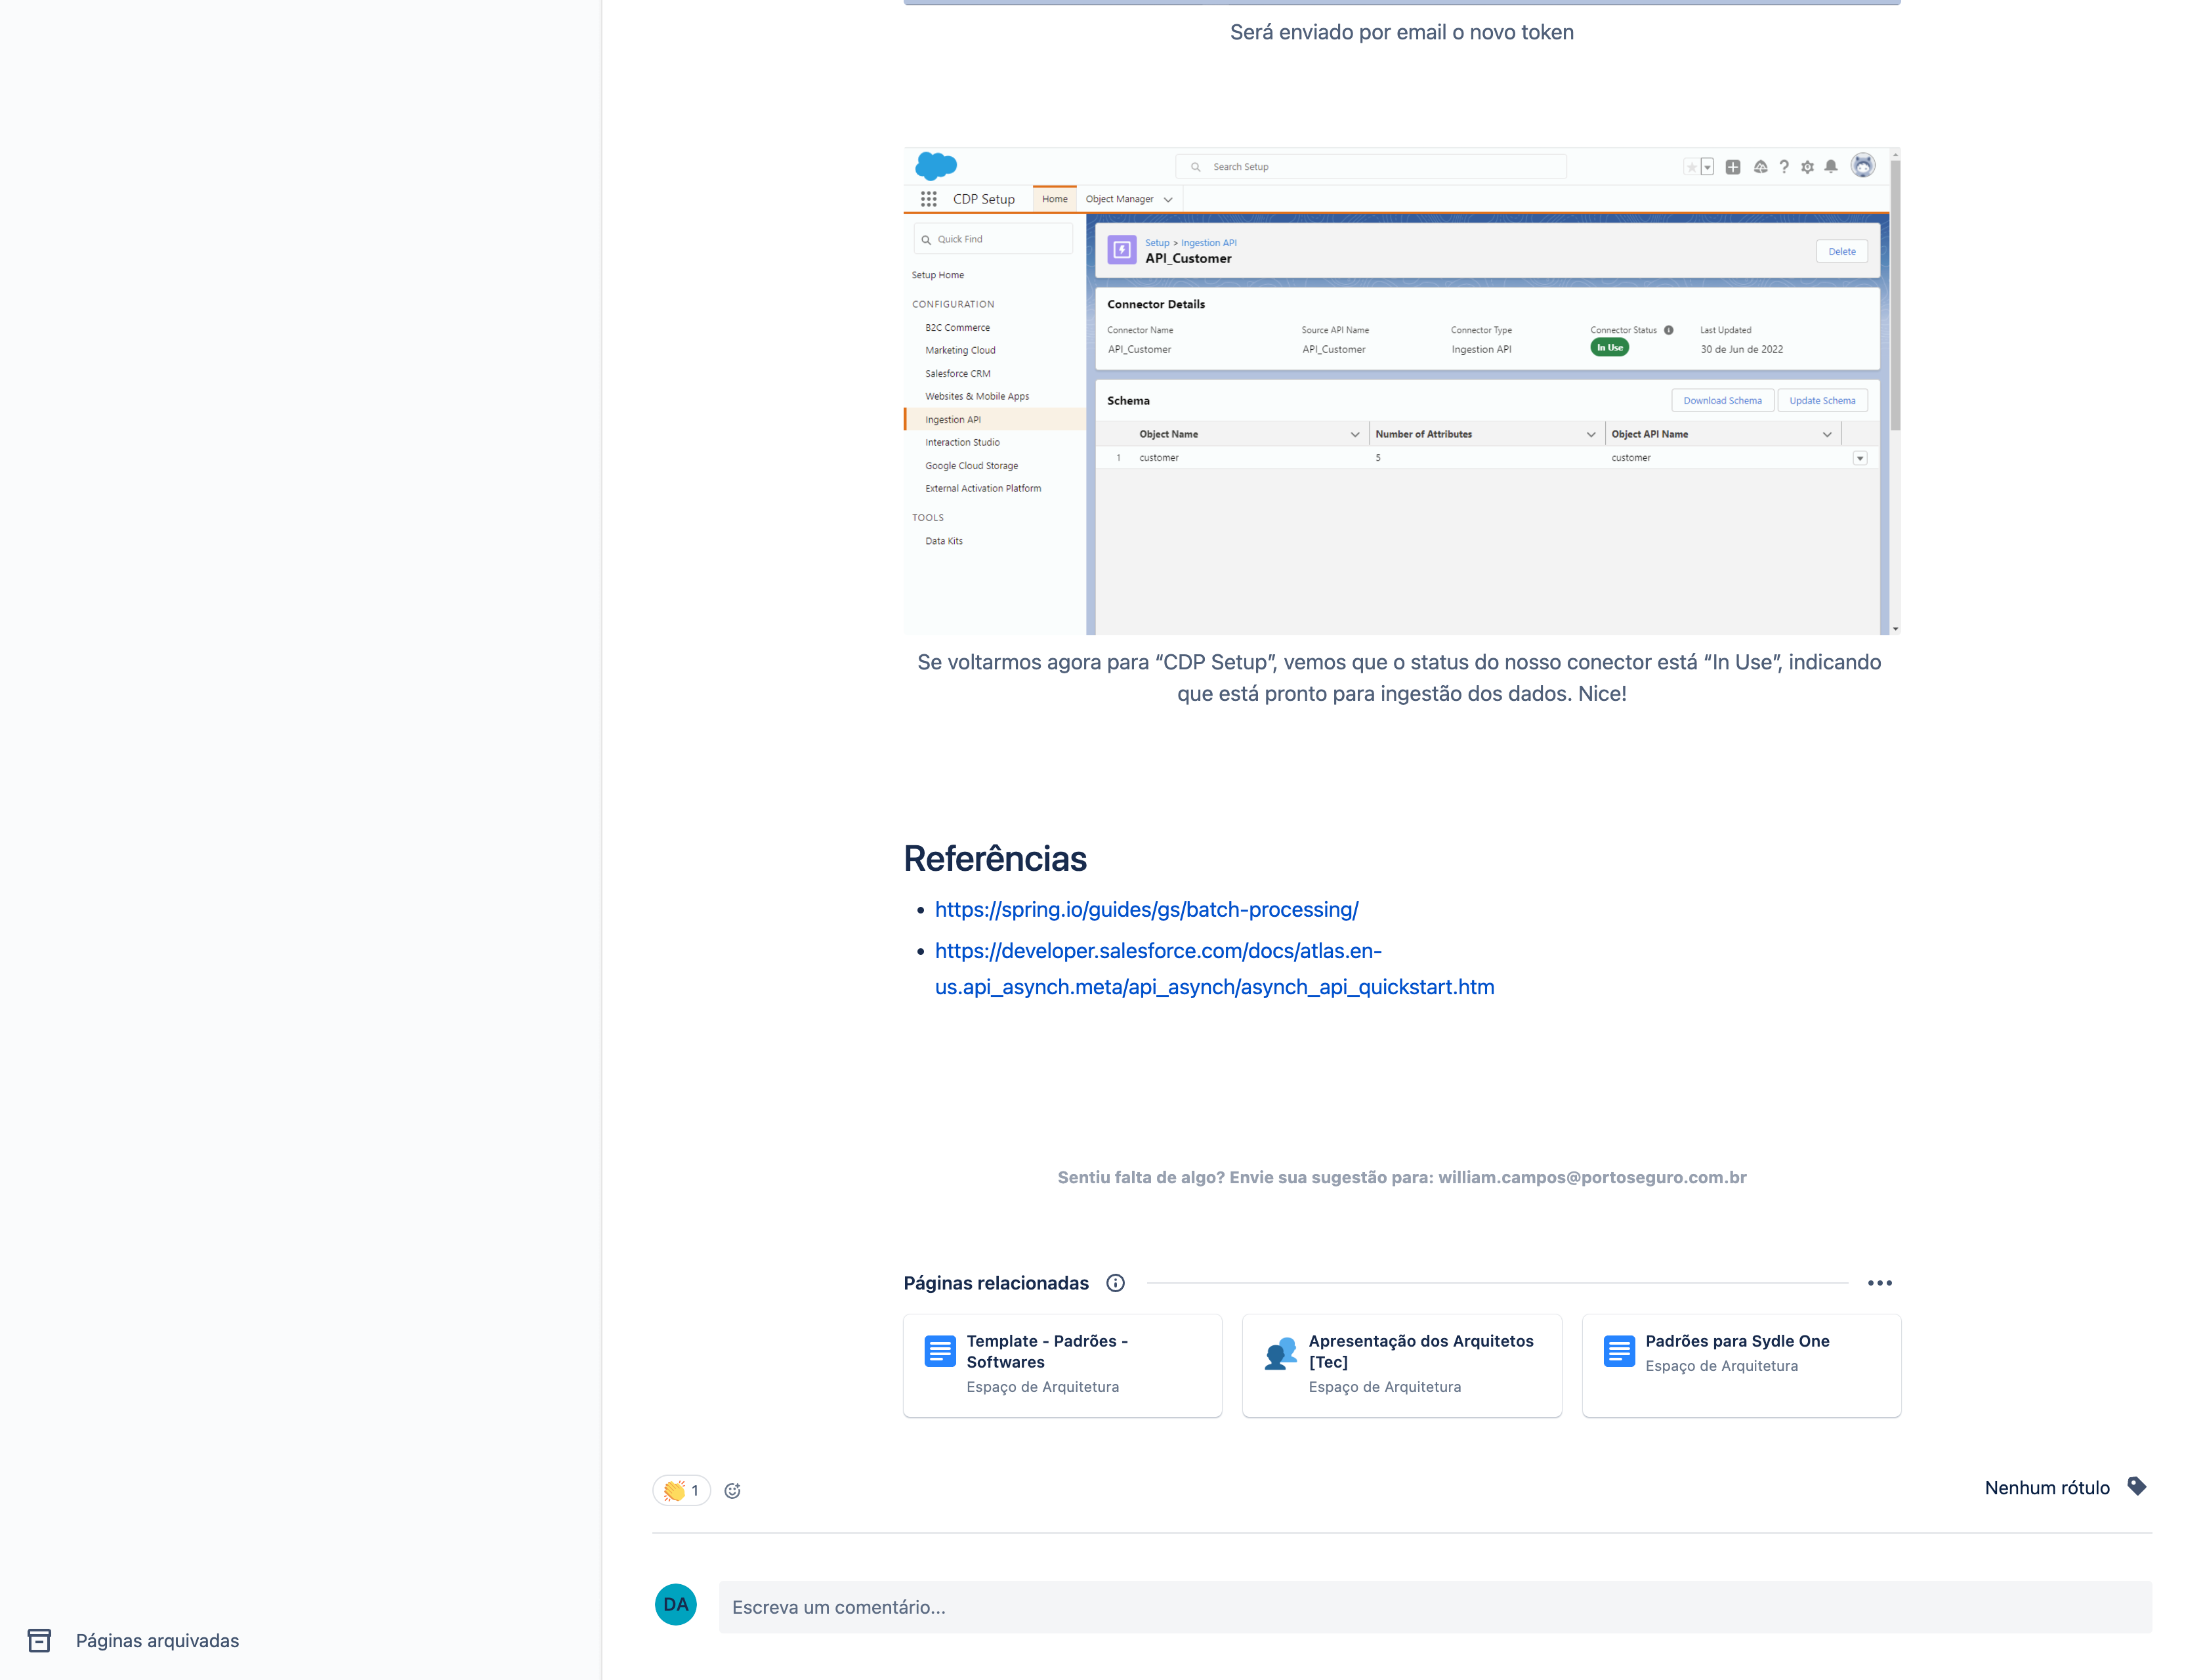 Será enviado por email o novo token
Search Setup
CDP Setup
Home
Object Manager
Quick Find
Setup Home
CONFIGURATION
B2C Commerce
Marketing Cloud
Salesforce CRM
Websites & Mobile Apps
Ingestion API
Interaction Studio
Google Cloud Storage
External Activation Platform
TOOLS
Data Kits
Setup > Ingestion API
API_Customer
Delete
Connector Details
Connector Name Source API Name Connector Type Connector Status Last Updated
API_Customer API_Customer Ingestion API In Use 30 de Jun de 2022
Schema
Download Schema Update Schema
Object Name Number of Attributes Object API Name
1 customer 5 customer
Se voltarmos agora para “CDP Setup”, vemos que o status do nosso conector está “In Use”, indicando
que está pronto para ingestão dos dados. Nice!
Referências
• https://spring.io/guides/gs/batch-processing/
• https://developer.salesforce.com/docs/atlas.en-
us.api_asynch.meta/api_asynch/asynch_api_quickstart.htm
Sentiu falta de algo? Envie sua sugestão para: william.campos@portoseguro.com.br
Páginas relacionadas
Template - Padrões -
Softwares
Espaço de Arquitetura
Apresentação dos Arquitetos
[Tec]
Espaço de Arquitetura
Padrões para Sydle One
Espaço de Arquitetura
1
Nenhum rótulo
DA
Escreva um comentário...
Páginas arquivadas